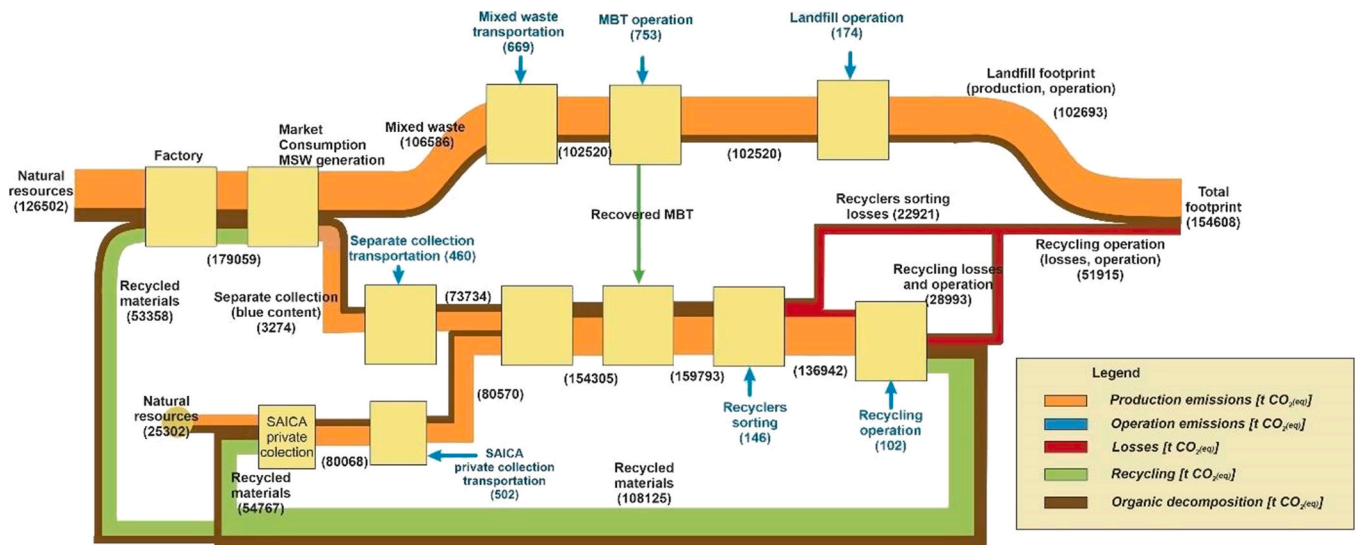 Mixed waste
transportation
(669)
MBT operation
(753)
Landfill operation
(174)
Landfill footprint
(production, operation)
(102693)
Market
Consumption
MSW generation
Mixed waste
(106586)
Factory
(102520)
(102520)
Natural
resources
(126502)
Total
footprint
(154608)
Recyclers sorting
losses (22921)
Recovered MBT
Separate collection
transportation (460)
Recycling operation
(losses, operation)
(51915)
(179059)
Recycling losses
and operation
(28993)
Recycled
materials
(53358)
Separate collection
(blue content)
(3274)
(73734)
(154305)
(159793)
(136942)
(80570)
Natural
resources
(25302)
SAICA
private
colection
(80068)
Recyclers
sorting
(146)
Recycling
operation
(102)
SAICA
private collection
transportation
(502)
Recycled
materials
(54767)
Recycled
materials
(108125)
Legend
Production emissions [t CO2(eq)]
Operation emissions [t CO2(eq)]
Losses [t CO2(eq)]
Recycling [t CO2(eq)]
Organic decomposition [t CO2(eq)]